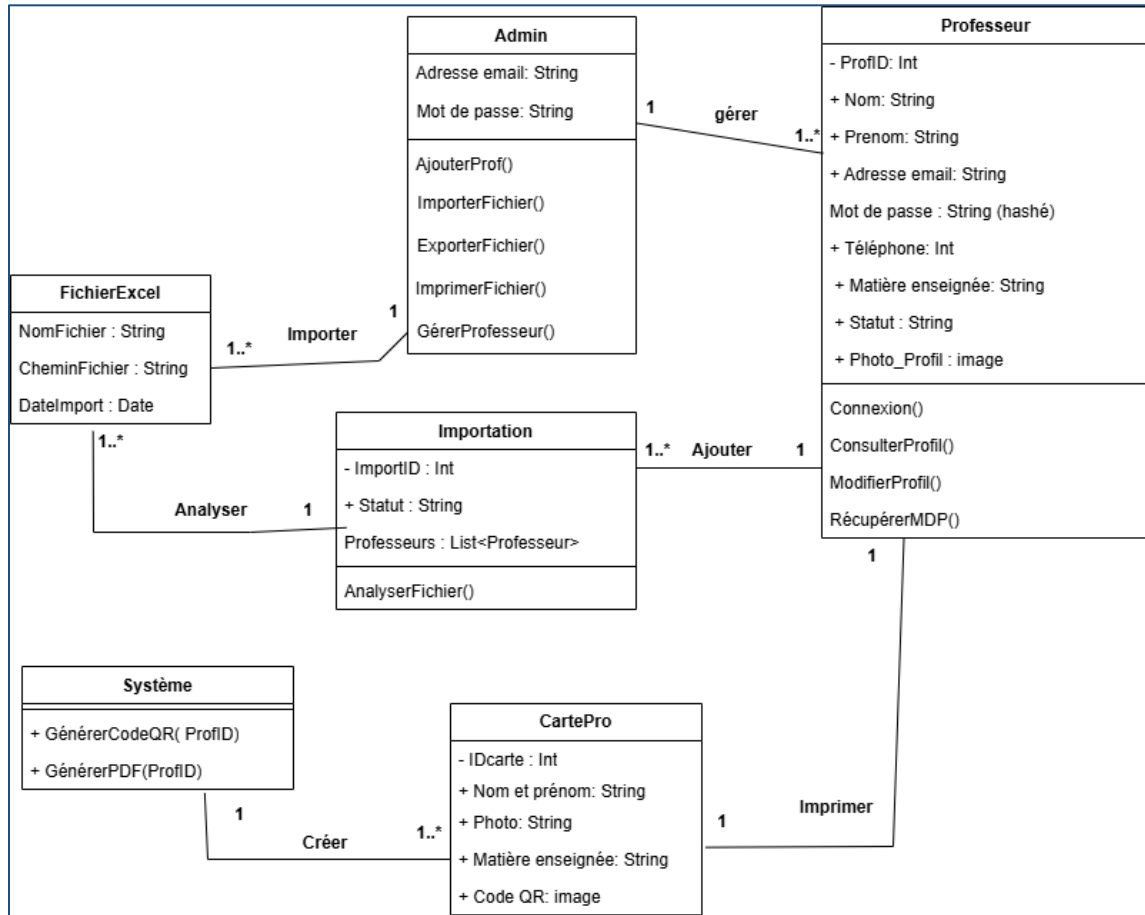 Admin
Adresse email: String
Mot de passe: String
AjouterProf()
ImporterFichier()
ExporterFichier()
ImprimerFichier()
GérerProfesseur()
1
gérer
1..*
Professeur
- ProfID: Int
+ Nom: String
+ Prenom: String
+ Adresse email: String
Mot de passe : String (hashé)
+ Téléphone: Int
+ Matière enseignée: String
+ Statut : String
+ Photo_Profil : image
Connexion()
ConsulterProfil()
ModifierProfil()
RécupérerMDP()
FichierExcel
NomFichier : String
CheminFichier : String
DateImport : Date
1..*
Importer
1
1..*
Analyser
1
Importation
- ImportID : Int
+ Statut : String
Professeurs : List<Professeur>
AnalyserFichier()
1..*
Ajouter
1
1
Imprimer
1
Système
+ GénérerCodeQR( ProfID)
+ GénérerPDF(ProfID)
1
Créer
1..*
CartePro
- IDcarte : Int
+ Nom et prénom: String
+ Photo: String
+ Matière enseignée: String
+ Code QR: image